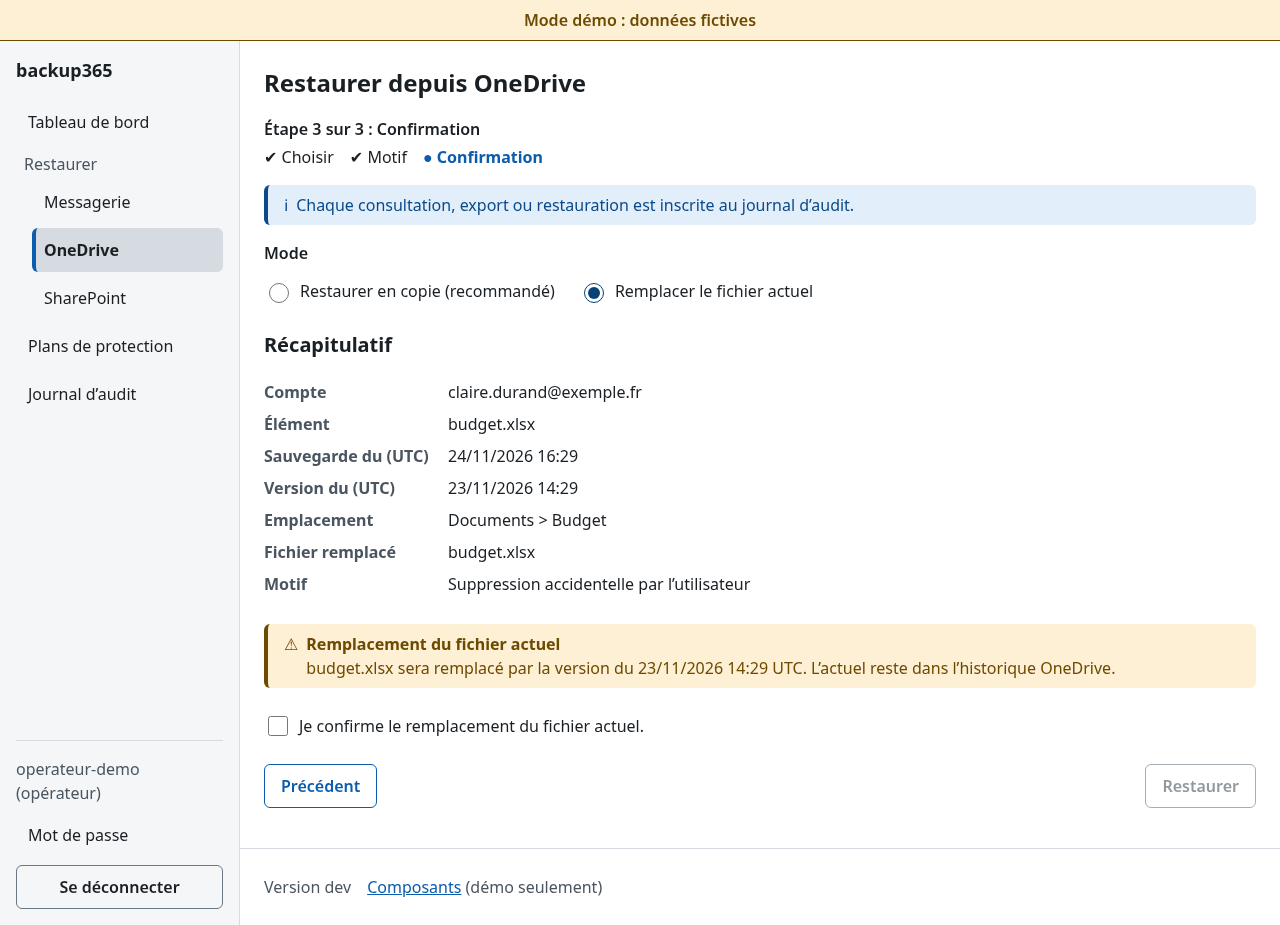 Mode démo : données fictives
backup365
Tableau de bord
Restaurer
Messagerie
OneDrive
SharePoint
Plans de protection
Journal d’audit
operateur-demo
(opérateur)
Mot de passe
Se déconnecter
Restaurer depuis OneDrive
Étape 3 sur 3 : Confirmation
✔ Choisir ✔ Motif ● Confirmation
i Chaque consultation, export ou restauration est inscrite au journal d’audit.
Mode
Restaurer en copie (recommandé) Remplacer le fichier actuel
Récapitulatif
Compte claire.durand@exemple.fr
Élément budget.xlsx
Sauvegarde du (UTC) 24/11/2026 16:29
Version du (UTC) 23/11/2026 14:29
Emplacement Documents > Budget
Fichier remplacé budget.xlsx
Motif Suppression accidentelle par l’utilisateur
⚠ Remplacement du fichier actuel
budget.xlsx sera remplacé par la version du 23/11/2026 14:29 UTC. L’actuel reste dans l’historique OneDrive.
Je confirme le remplacement du fichier actuel.
Précédent Restaurer
Version dev Composants (démo seulement)